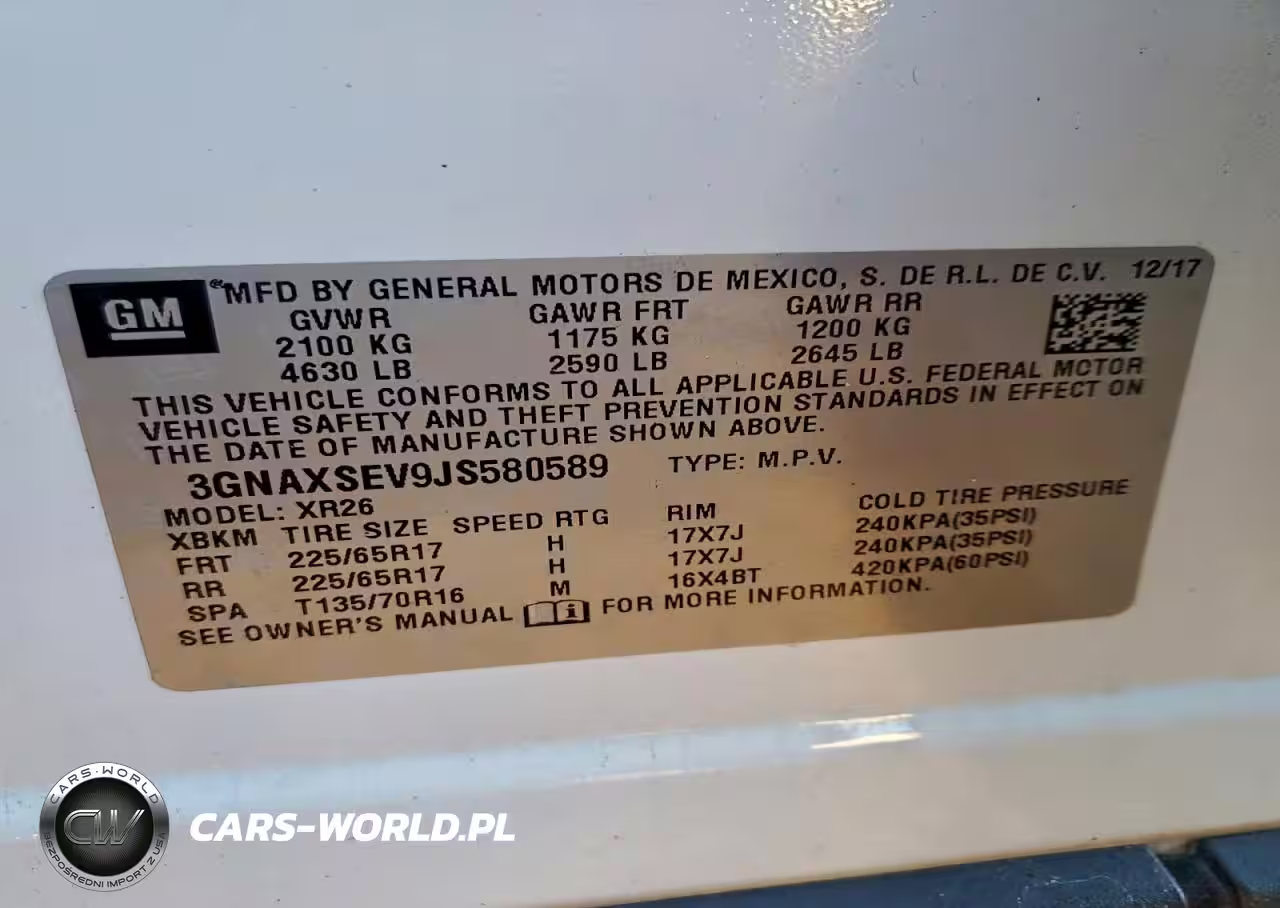 GM
MFD BY GENERAL MOTORS DE MEXICO, S. DE R.L. DE C.V. 12/17
GVWR GAWR FRT GAWR RR
2100 KG 1175 KG 1200 KG
4630 LB 2590 LB 2645 LB
THIS VEHICLE CONFORMS TO ALL APPLICABLE U.S. FEDERAL MOTOR
VEHICLE SAFETY AND THEFT PREVENTION STANDARDS IN EFFECT ON
THE DATE OF MANUFACTURE SHOWN ABOVE.
3GNAXSEV9JS580589 TYPE: M.P.V.
MODEL: XR26
XBKM TIRE SIZE SPEED RTG RIM COLD TIRE PRESSURE
FRT 225/65R17 H 17X7J 240KPA(35PSI)
RR 225/65R17 H 17X7J 240KPA(35PSI)
SPA T135/70R16 M 16X4BT 420KPA(60PSI)
SEE OWNER'S MANUAL i FOR MORE INFORMATION.
CARS-WORLD
CW
BEZPOŚREDNI IMPORT Z USA
CARS-WORLD.PL